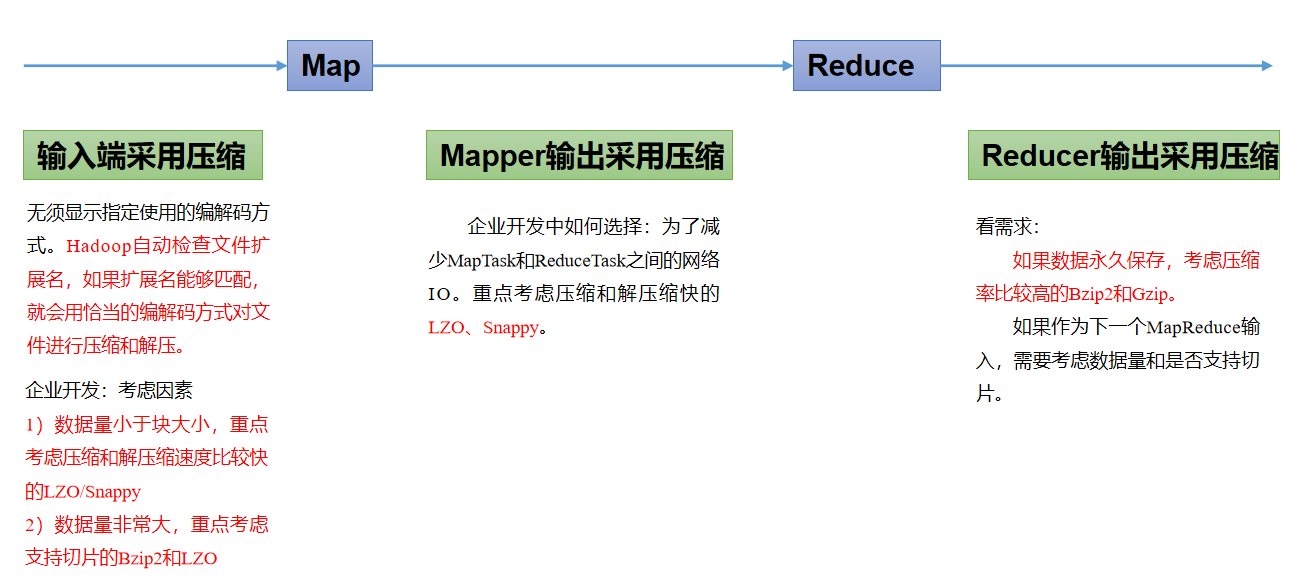 Map
Reduce
输入端采用压缩
Mapper输出采用压缩
Reducer输出采用压缩
无须显示指定使用的编解码方
式。Hadoop自动检查文件扩
展名，如果扩展名能够匹配，
就会用恰当的编解码方式对文
件进行压缩和解压。
企业开发：考虑因素
1）数据量小于块大小，重点
考虑压缩和解压缩速度比较快
的LZO/Snappy
2）数据量非常大，重点考虑
支持切片的Bzip2和LZO
企业开发中如何选择：为了减
少MapTask和ReduceTask之间的网络
IO。重点考虑压缩和解压缩快的
LZO、Snappy。
看需求：
如果数据永久保存，考虑压缩
率比较高的Bzip2和Gzip。
如果作为下一个MapReduce输
入，需要考虑数据量和是否支持切
片。